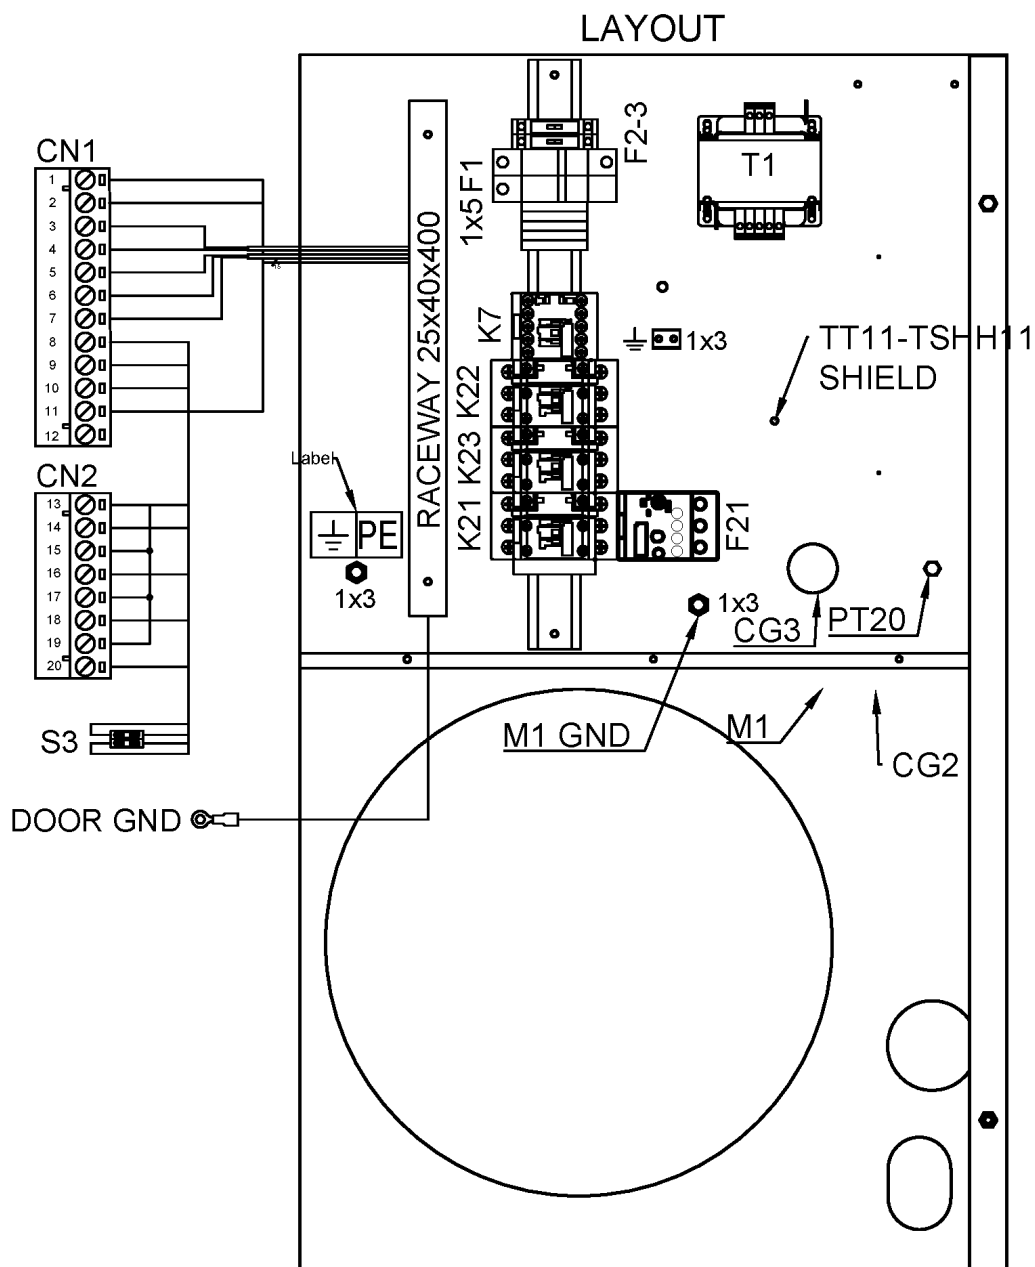 LAYOUT
CN1
1
2
3
4
5
6
7
8
9
10
11
12
CN2
13
14
15
16
17
18
19
20
S3
DOOR GND
Label
PE
1x3
RACEWAY 25x40x400
1x5 F1
F2-3
T1
K7
1x3
K22
K23
K21
F21
TT11-TSHH11
SHIELD
1x3
CG3
PT20
M1 GND
M1
CG2